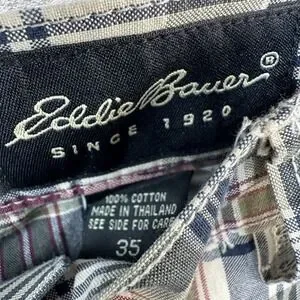 Eddie Bauer®
SINCE 1920
100% COTTON
MADE IN THAILAND
SEE SIDE FOR CARE
35